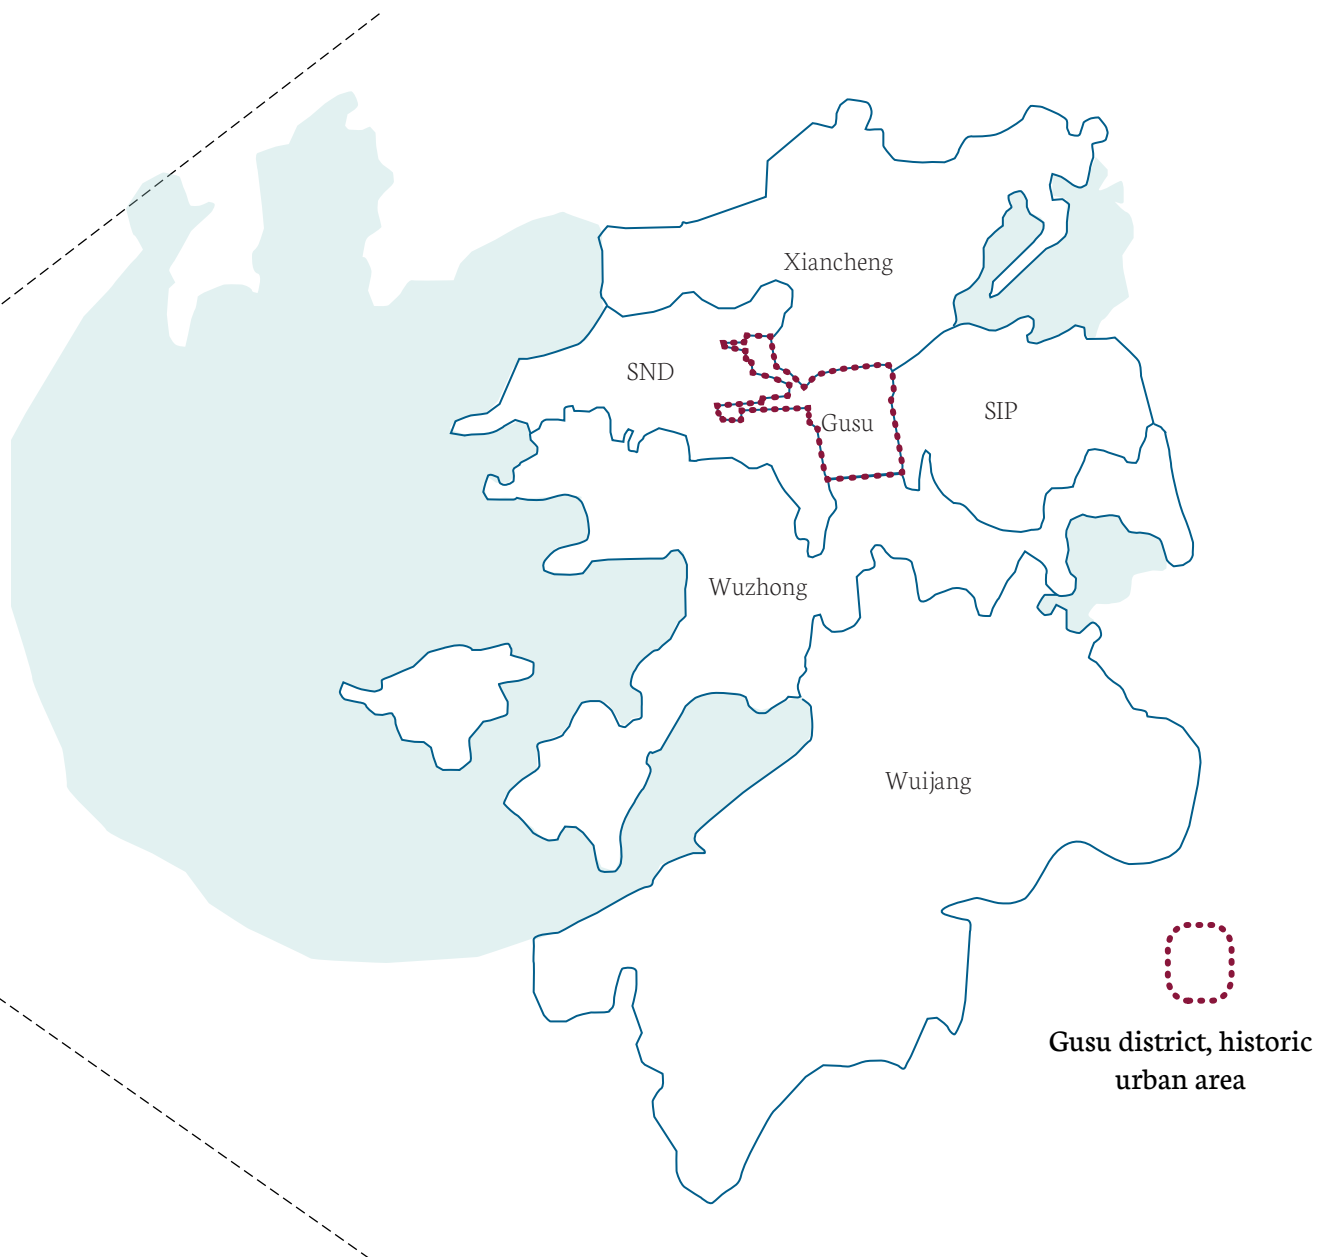 Xiancheng
SND
SIP
Gusu
Wuzhong
Wuijang
Gusu district, historic
urban area